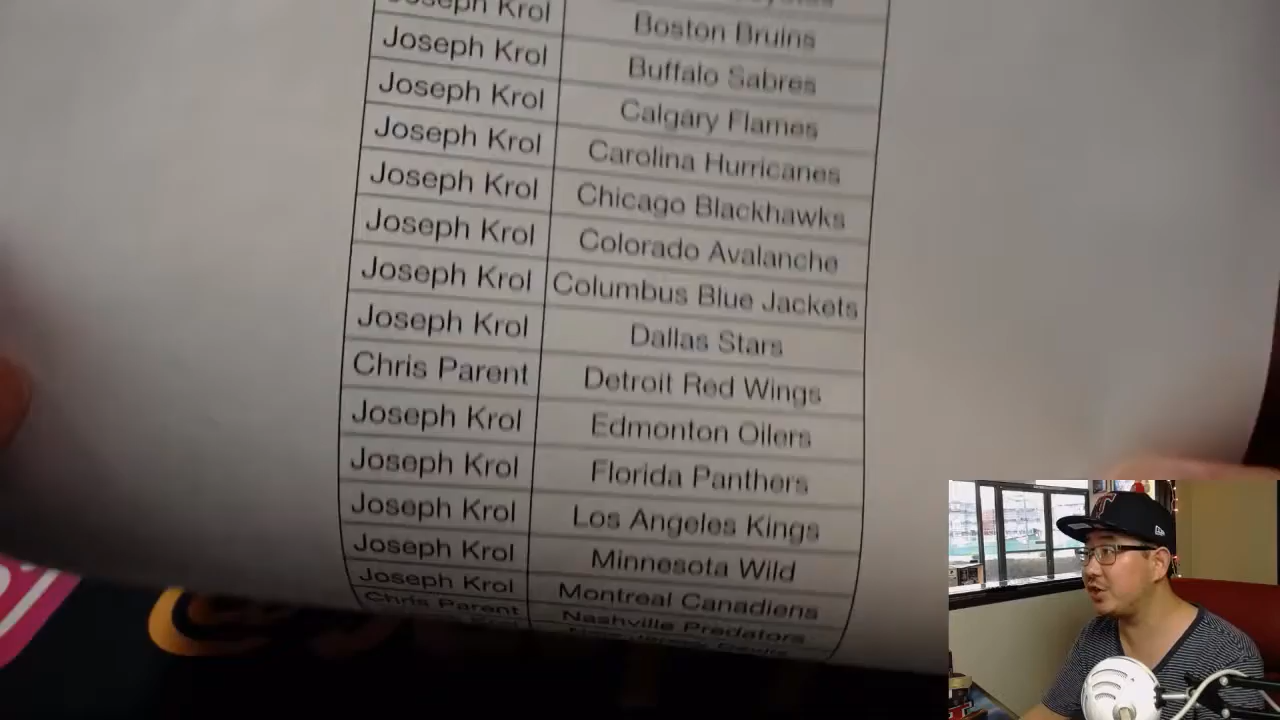 Joseph Krol Boston Bruins
Joseph Krol Buffalo Sabres
Joseph Krol Calgary Flames
Joseph Krol Carolina Hurricanes
Joseph Krol Chicago Blackhawks
Joseph Krol Colorado Avalanche
Joseph Krol Columbus Blue Jackets
Joseph Krol Dallas Stars
Chris Parent Detroit Red Wings
Joseph Krol Edmonton Oilers
Joseph Krol Florida Panthers
Joseph Krol Los Angeles Kings
Joseph Krol Minnesota Wild
Joseph Krol Montreal Canadiens
Chris Parent Nashville Predators